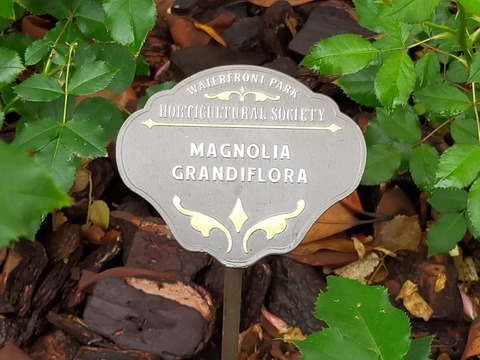 WATERFRONT PARK
HORTICULTURAL SOCIETY
MAGNOLIA
GRANDIFLORA